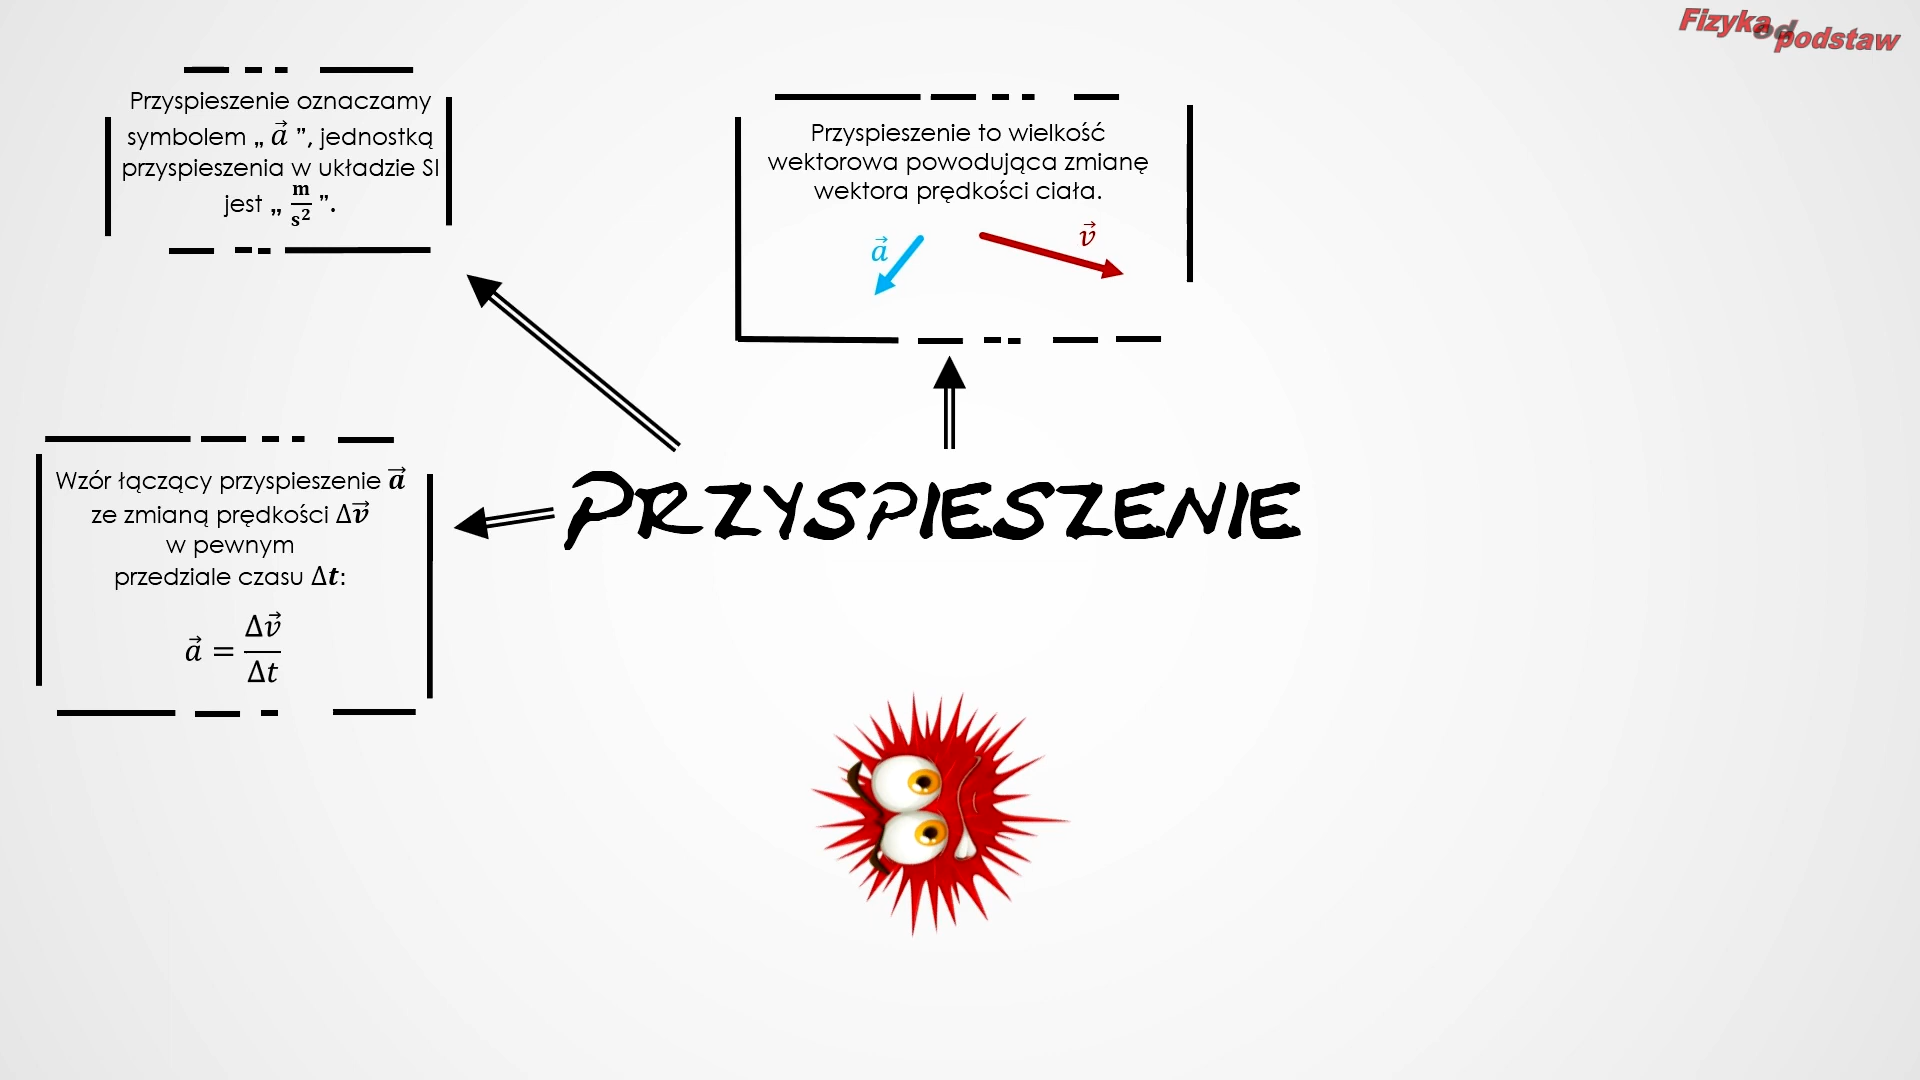 Fizyka od podstaw
Przyspieszenie oznaczamy
symbolem „ a⃗ ”, jednostką
przyspieszenia w układzie SI
jest „ m/s² ”.
Przyspieszenie to wielkość
wektorowa powodująca zmianę
wektora prędkości ciała.
a⃗
v⃗
Wzór łączący przyspieszenie a⃗
ze zmianą prędkości Δv⃗
w pewnym
przedziale czasu Δt:
a⃗ = Δv⃗/Δt
PRZYSPIESZENIE